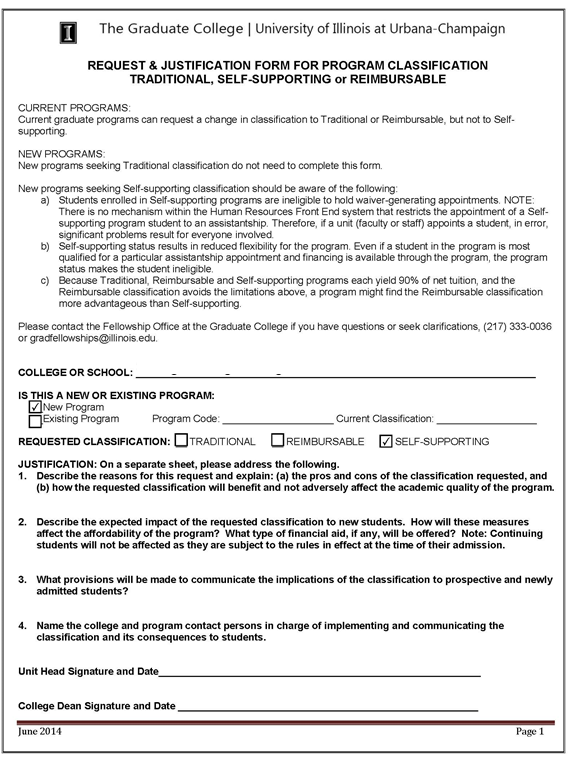 I The Graduate College | University of Illinois at Urbana-Champaign
REQUEST & JUSTIFICATION FORM FOR PROGRAM CLASSIFICATION
TRADITIONAL, SELF-SUPPORTING or REIMBURSABLE
CURRENT PROGRAMS:
Current graduate programs can request a change in classification to Traditional or Reimbursable, but not to Self-
supporting.
NEW PROGRAMS:
New programs seeking Traditional classification do not need to complete this form.
New programs seeking Self-supporting classification should be aware of the following:
a) Students enrolled in Self-supporting programs are ineligible to hold waiver-generating appointments. NOTE:
There is no mechanism within the Human Resources Front End system that restricts the appointment of a Self-
supporting program student to an assistantship. Therefore, if a unit (faculty or staff) appoints a student, in error,
significant problems result for everyone involved.
b) Self-supporting status results in reduced flexibility for the program. Even if a student in the program is most
qualified for a particular assistantship appointment and financing is available through the program, the program
status makes the student ineligible.
c) Because Traditional, Reimbursable and Self-supporting programs each yield 90% of net tuition, and the
Reimbursable classification avoids the limitations above, a program might find the Reimbursable classification
more advantageous than Self-supporting.
Please contact the Fellowship Office at the Graduate College if you have questions or seek clarifications, (217) 333-0036
or gradfellowships@illinois.edu.
COLLEGE OR SCHOOL:
IS THIS A NEW OR EXISTING PROGRAM:
✓ New Program
Existing Program Program Code: ____________________ Current Classification: __________________
REQUESTED CLASSIFICATION: TRADITIONAL REIMBURSABLE ✓ SELF-SUPPORTING
JUSTIFICATION: On a separate sheet, please address the following.
1. Describe the reasons for this request and explain: (a) the pros and cons of the classification requested, and
(b) how the requested classification will benefit and not adversely affect the academic quality of the program.
2. Describe the expected impact of the requested classification to new students. How will these measures
affect the affordability of the program? What type of financial aid, if any, will be offered? Note: Continuing
students will not be affected as they are subject to the rules in effect at the time of their admission.
3. What provisions will be made to communicate the implications of the classification to prospective and newly
admitted students?
4. Name the college and program contact persons in charge of implementing and communicating the
classification and its consequences to students.
Unit Head Signature and Date
College Dean Signature and Date
June 2014 Page 1